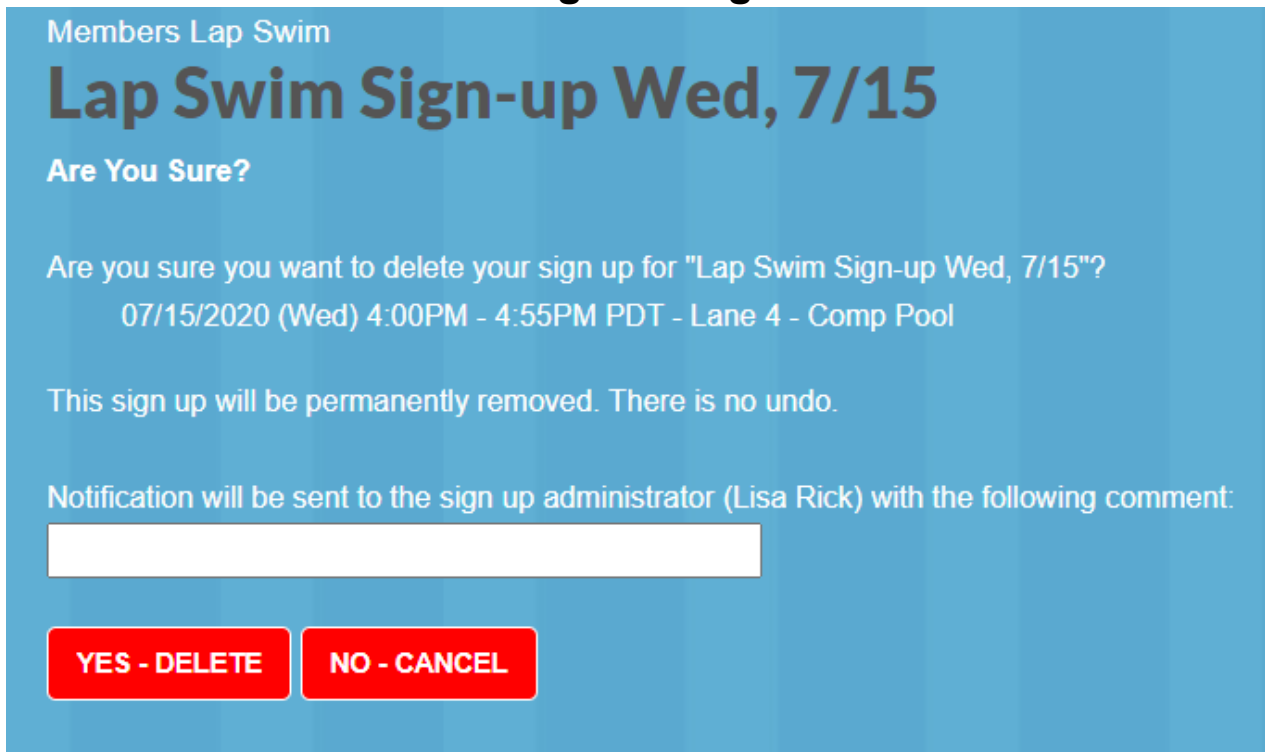 Members Lap Swim
Lap Swim Sign-up Wed, 7/15
Are You Sure?
Are you sure you want to delete your sign up for "Lap Swim Sign-up Wed, 7/15"?
07/15/2020 (Wed) 4:00PM - 4:55PM PDT - Lane 4 - Comp Pool
This sign up will be permanently removed. There is no undo.
Notification will be sent to the sign up administrator (Lisa Rick) with the following comment:
YES - DELETE NO - CANCEL